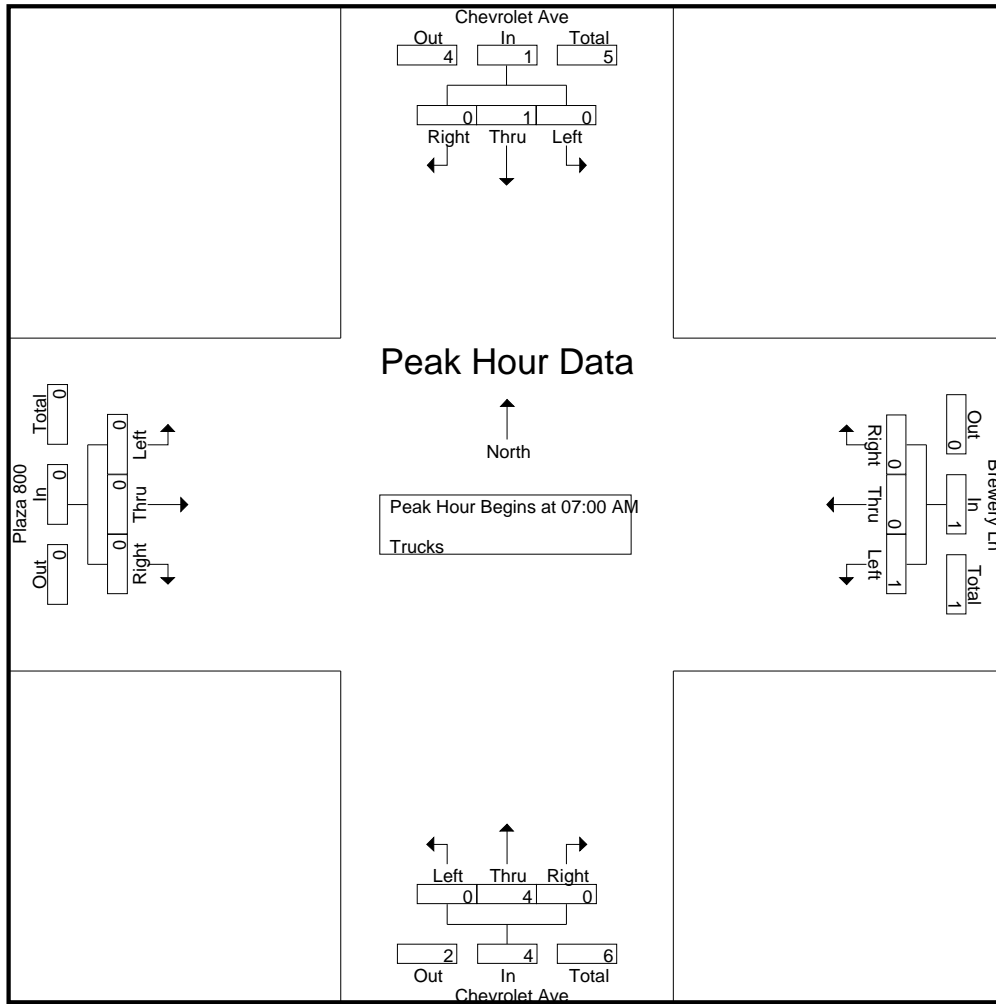 Chevrolet Ave
Out In Total
4 1 5
0 1 0
Right Thru Left
Peak Hour Data
North
Peak Hour Begins at 07:00 AM
Trucks
Plaza 800
Out In Total
0 0 0
0 0 0
Right Thru Left
Brewery Ln
Out In Total
0 1 1
0 0 1
Right Thru Left
Left Thru Right
0 4 0
2 4 6
Out In Total
Chevrolet Ave